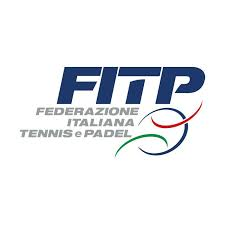 FITP
FEDERAZIONE
ITALIANA
TENNIS e PADEL